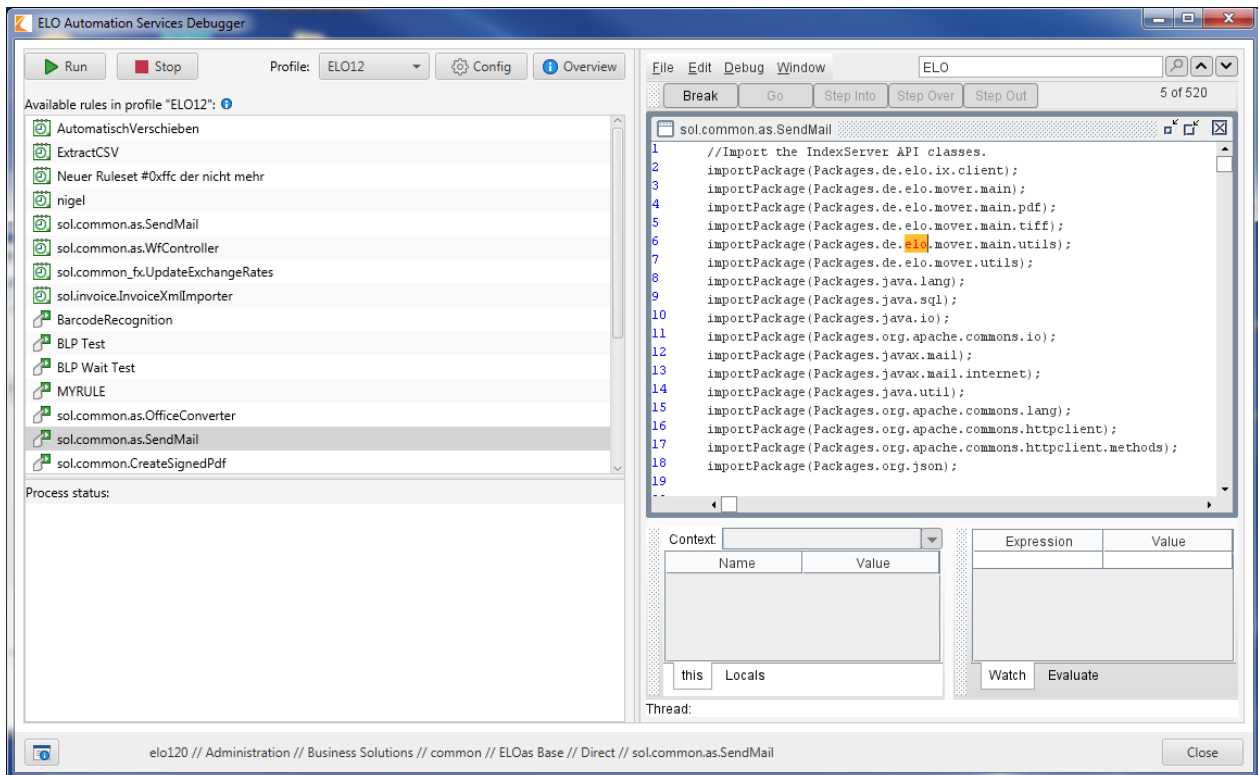 ELO Automation Services Debugger
Run Stop Profile: ELO12 Config Overview
Available rules in profile "ELO12":
AutomatischVerschieben
ExtractCSV
Neuer Ruleset #0xffc der nicht mehr
nigel
sol.common.as.SendMail
sol.common.as.WfController
sol.common_fx.UpdateExchangeRates
sol.invoice.InvoiceXmlImporter
BarcodeRecognition
BLP Test
BLP Wait Test
MYRULE
sol.common.as.OfficeConverter
sol.common.as.SendMail
sol.common.CreateSignedPdf
Process status:
File Edit Debug Window ELO
Break Go Step Into Step Over Step Out 5 of 520
sol.common.as.SendMail
1 //Import the IndexServer API classes.
2 importPackage(Packages.de.elo.ix.client);
3 importPackage(Packages.de.elo.mover.main);
4 importPackage(Packages.de.elo.mover.main.pdf);
5 importPackage(Packages.de.elo.mover.main.tiff);
6 importPackage(Packages.de.elo.mover.main.utils);
7 importPackage(Packages.de.elo.mover.utils);
8 importPackage(Packages.java.lang);
9 importPackage(Packages.java.sql);
10 importPackage(Packages.java.io);
11 importPackage(Packages.org.apache.commons.io);
12 importPackage(Packages.javax.mail);
13 importPackage(Packages.javax.mail.internet);
14 importPackage(Packages.java.util);
15 importPackage(Packages.org.apache.commons.lang);
16 importPackage(Packages.org.apache.commons.httpclient);
17 importPackage(Packages.org.apache.commons.httpclient.methods);
18 importPackage(Packages.org.json);
19
Context:
Name Value
this Locals
Expression Value
Watch Evaluate
Thread:
elo120 // Administration // Business Solutions // common // ELOas Base // Direct // sol.common.as.SendMail
Close